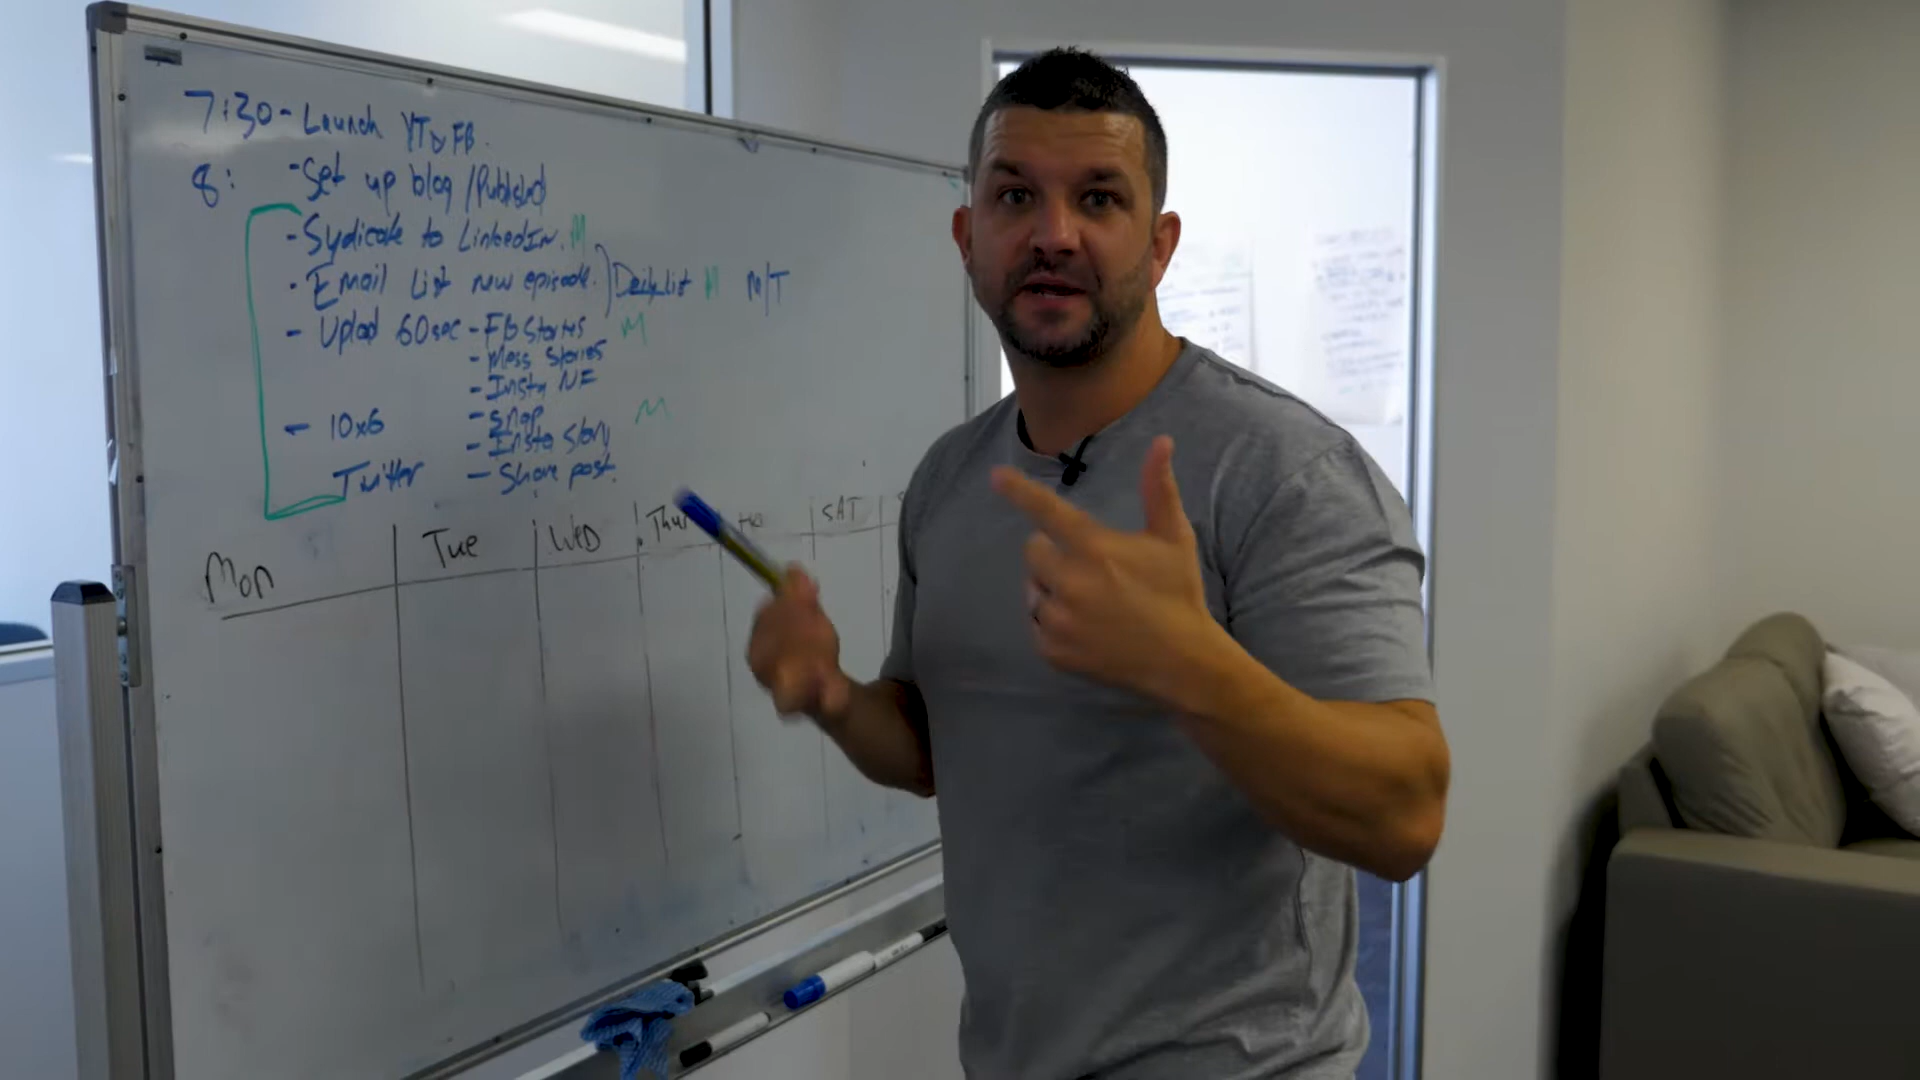 7:30 - Launch YT & FB.
8: - Set up blog / Published
- Sydicate to LinkedIn. M
- Email List new episode. ) Daily list M M/T
- Upload 60sec - FB Stories M
- Mess Stories
- Insta NF
- 10x6 - Snap M
- Insta Story
Twitter - Share post.
Mon Tue WED Thur SAT